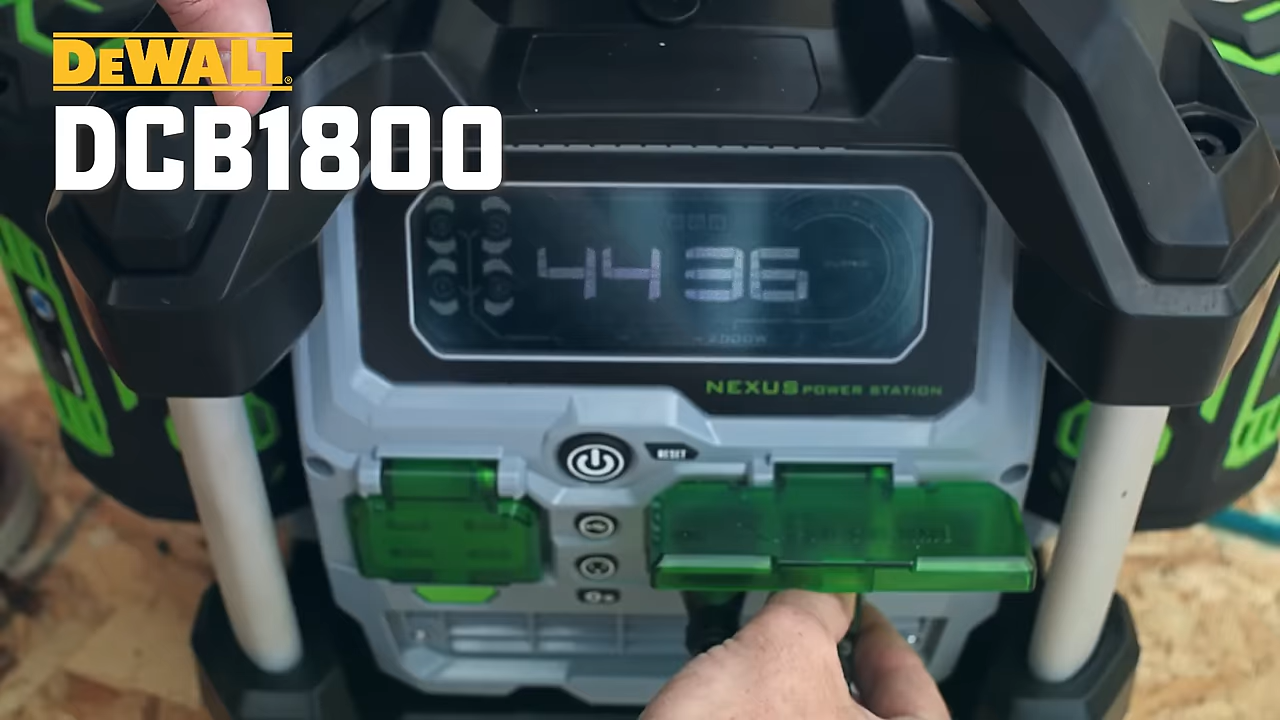 DEWALT
DCB1800
4436
NEXUS POWER STATION
RESET